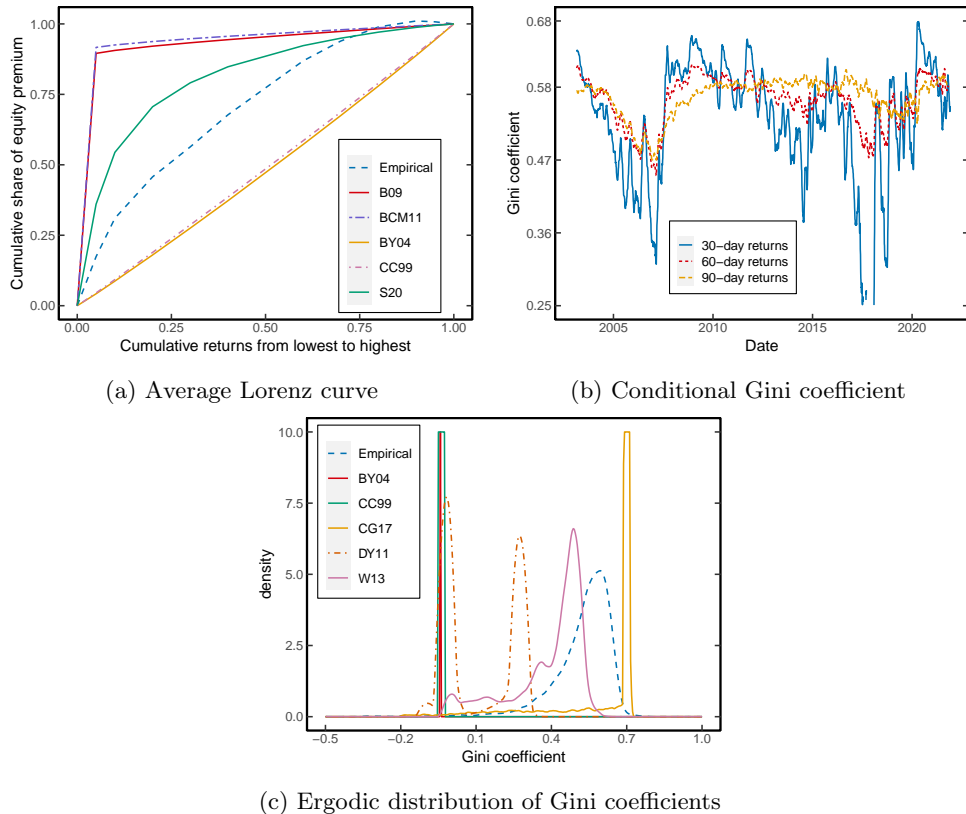 1.00
0.75
0.50
0.25
0.00
Cumulative share of equity premium
Empirical
B09
BCM11
BY04
CC99
S20
0.00 0.25 0.50 0.75 1.00
Cumulative returns from lowest to highest
(a) Average Lorenz curve
0.68
0.58
0.47
0.36
0.25
Gini coefficient
30−day returns
60−day returns
90−day returns
2005 2010 2015 2020
Date
(b) Conditional Gini coefficient
10.0
7.5
5.0
2.5
0.0
density
Empirical
BY04
CC99
CG17
DY11
W13
−0.5 −0.2 0.1 0.4 0.7 1.0
Gini coefficient
(c) Ergodic distribution of Gini coefficients